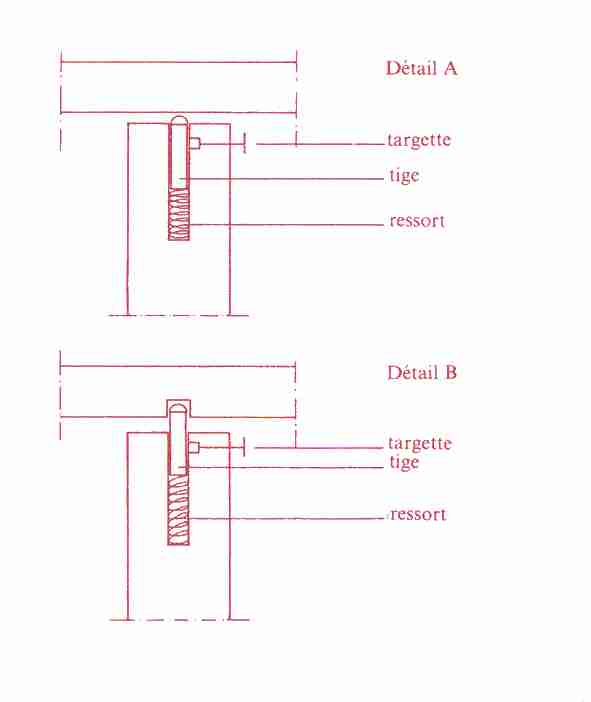 Détail A
targette
tige
ressort
Détail B
targette
tige
ressort